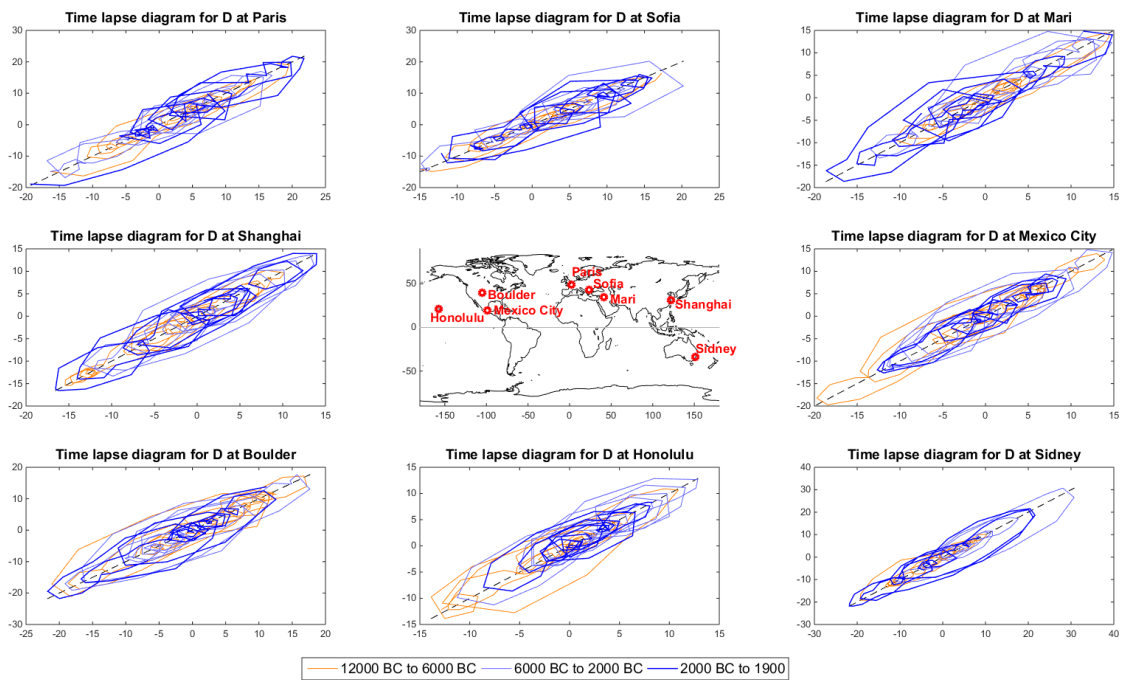 Time lapse diagram for D at Paris
30
20
10
0
-10
-20
-20 -15 -10 -5 0 5 10 15 20 25
Time lapse diagram for D at Sofia
30
20
10
0
-10
-20
-15 -10 -5 0 5 10 15 20 25
Time lapse diagram for D at Mari
15
10
5
0
-5
-10
-15
-20
-20 -15 -10 -5 0 5 10 15
Time lapse diagram for D at Shanghai
15
10
5
0
-5
-10
-15
-20
-20 -15 -10 -5 0 5 10 15
50
0
-50
Paris
Sofia
Boulder
Mari
Shanghai
Honolulu
Mexico City
Sidney
-150 -100 -50 0 50 100 150
Time lapse diagram for D at Mexico City
15
10
5
0
-5
-10
-15
-20
-20 -15 -10 -5 0 5 10 15
Time lapse diagram for D at Boulder
20
10
0
-10
-20
-30
-25 -20 -15 -10 -5 0 5 10 15 20
Time lapse diagram for D at Honolulu
15
10
5
0
-5
-10
-15
-15 -10 -5 0 5 10 15
Time lapse diagram for D at Sidney
40
30
20
10
0
-10
-20
-30
-30 -20 -10 0 10 20 30 40
12000 BC to 6000 BC 6000 BC to 2000 BC 2000 BC to 1900